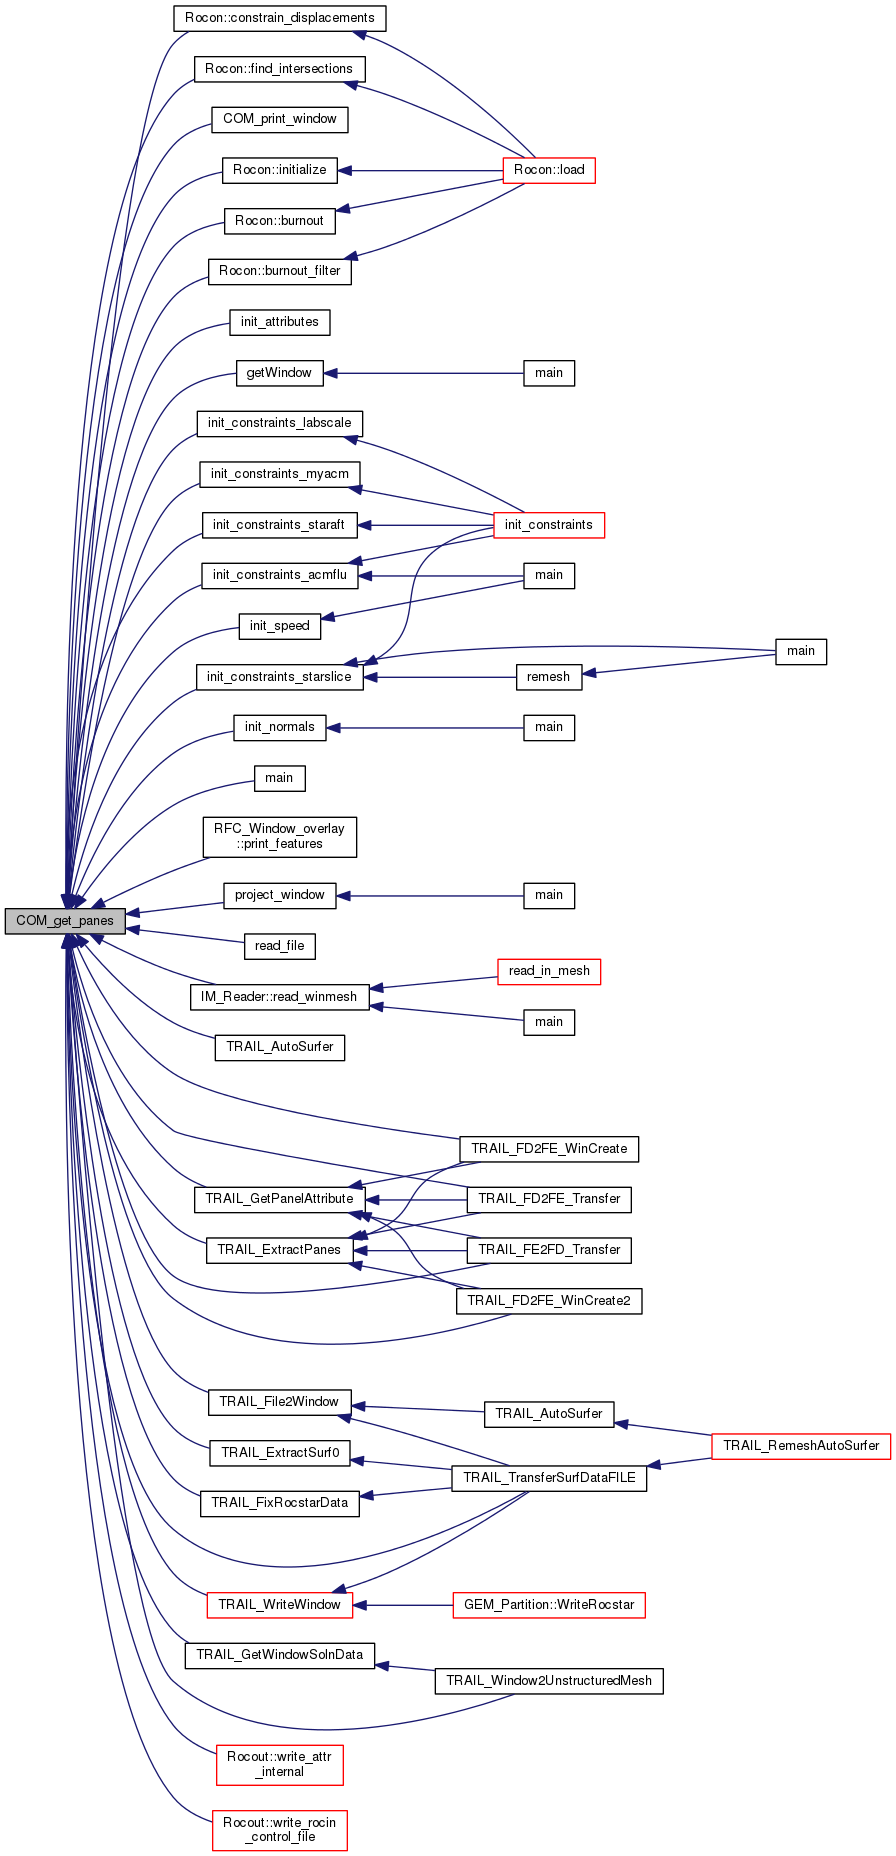 Rocon::constrain_displacements
Rocon::find_intersections
COM_print_window
Rocon::initialize
Rocon::load
Rocon::burnout
Rocon::burnout_filter
init_attributes
getWindow
main
init_constraints_labscale
init_constraints_myacm
init_constraints_staraft
init_constraints
init_constraints_acmflu
main
init_speed
main
init_constraints_starslice
remesh
init_normals
main
main
RFC_Window_overlay
::print_features
project_window
main
COM_get_panes
read_file
read_in_mesh
IM_Reader::read_winmesh
main
TRAIL_AutoSurfer
TRAIL_FD2FE_WinCreate
TRAIL_GetPanelAttribute
TRAIL_FD2FE_Transfer
TRAIL_ExtractPanes
TRAIL_FE2FD_Transfer
TRAIL_FD2FE_WinCreate2
TRAIL_File2Window
TRAIL_AutoSurfer
TRAIL_RemeshAutoSurfer
TRAIL_ExtractSurf0
TRAIL_TransferSurfDataFILE
TRAIL_FixRocstarData
TRAIL_WriteWindow
GEM_Partition::WriteRocstar
TRAIL_GetWindowSolnData
TRAIL_Window2UnstructuredMesh
Rocout::write_attr
_internal
Rocout::write_rocin
_control_file